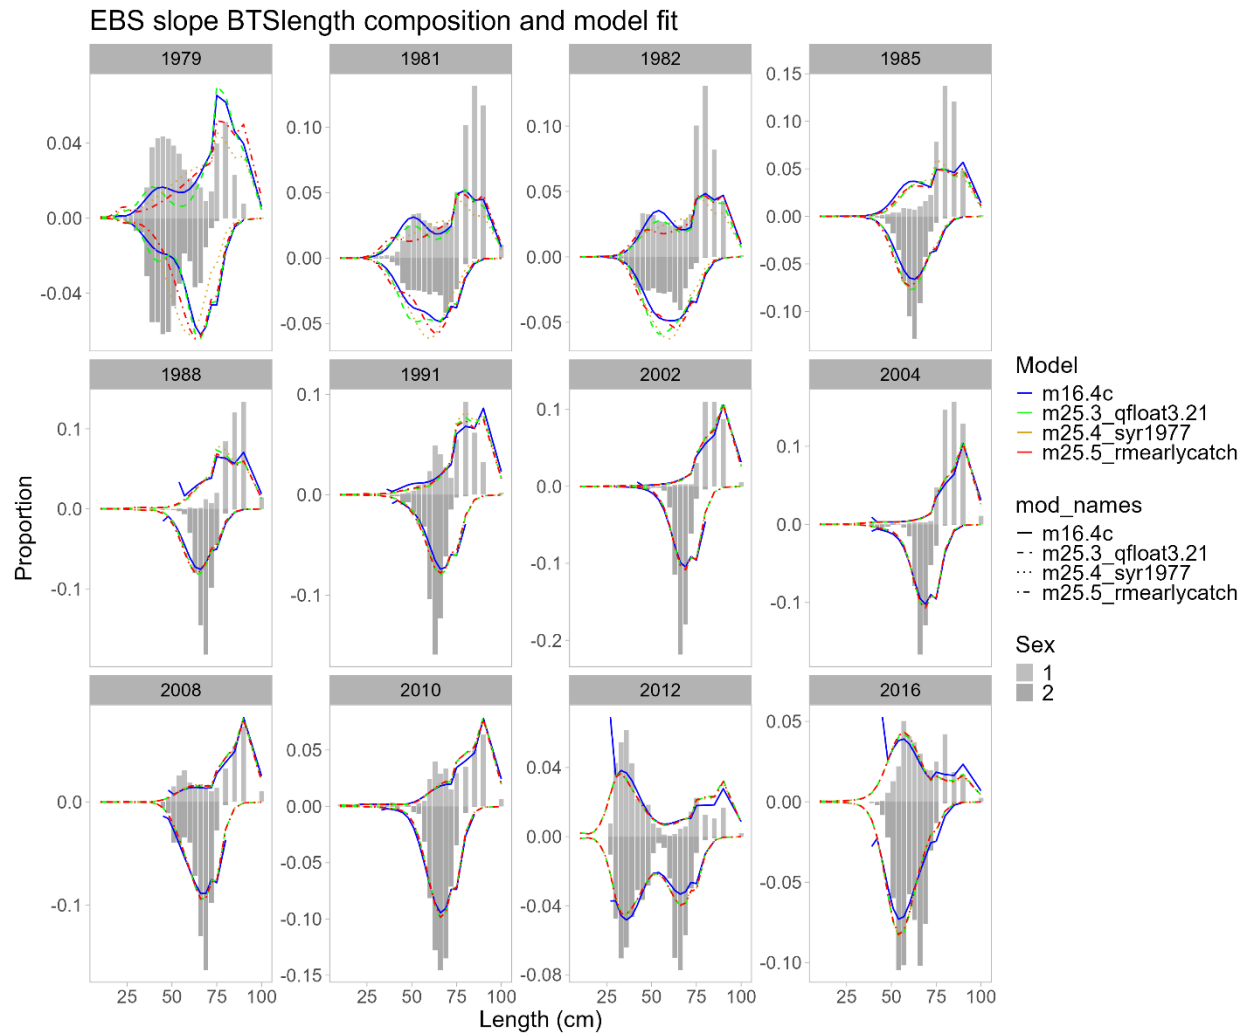 EBS slope BTSlength composition and model fit
1979 1981 1982 1985
0.04 0.00 -0.04
0.10 0.05 0.00 -0.05
0.10 0.05 0.00 -0.05
0.15 0.10 0.05 0.00 -0.05 -0.10
1988 1991 2002 2004
0.1 0.0 -0.1
0.1 0.0 -0.1
0.1 0.0 -0.1 -0.2
0.1 0.0 -0.1
2008 2010 2012 2016
0.0 -0.1
0.05 0.00 -0.05 -0.10 -0.15
0.04 0.00 -0.04 -0.08
0.05 0.00 -0.05 -0.10
25 50 75 100 25 50 75 100 25 50 75 100 25 50 75 100
Length (cm)
Proportion
Model
m16.4c
m25.3_qfloat3.21
m25.4_syr1977
m25.5_rmearlycatch
mod_names
m16.4c
m25.3_qfloat3.21
m25.4_syr1977
m25.5_rmearlycatch
Sex
1
2